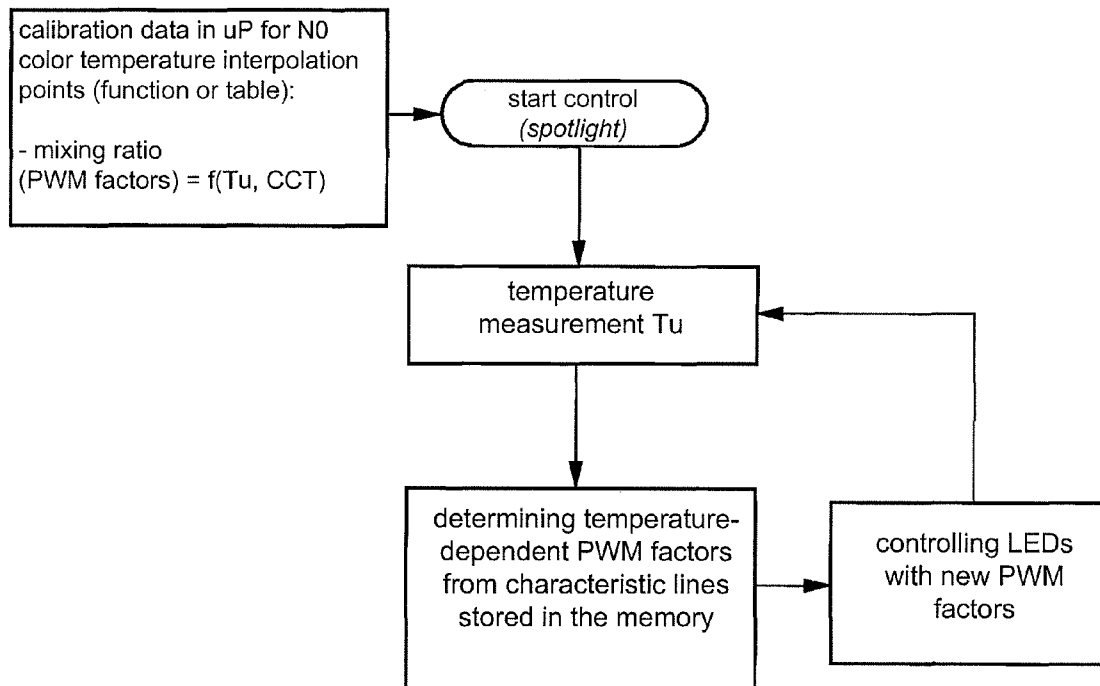 calibration data in uP for N0
color temperature interpolation
points (function or table):
- mixing ratio
(PWM factors) = f(Tu, CCT)
start control
(spotlight)
temperature
measurement Tu
determining temperature-
dependent PWM factors
from characteristic lines
stored in the memory
controlling LEDs
with new PWM
factors